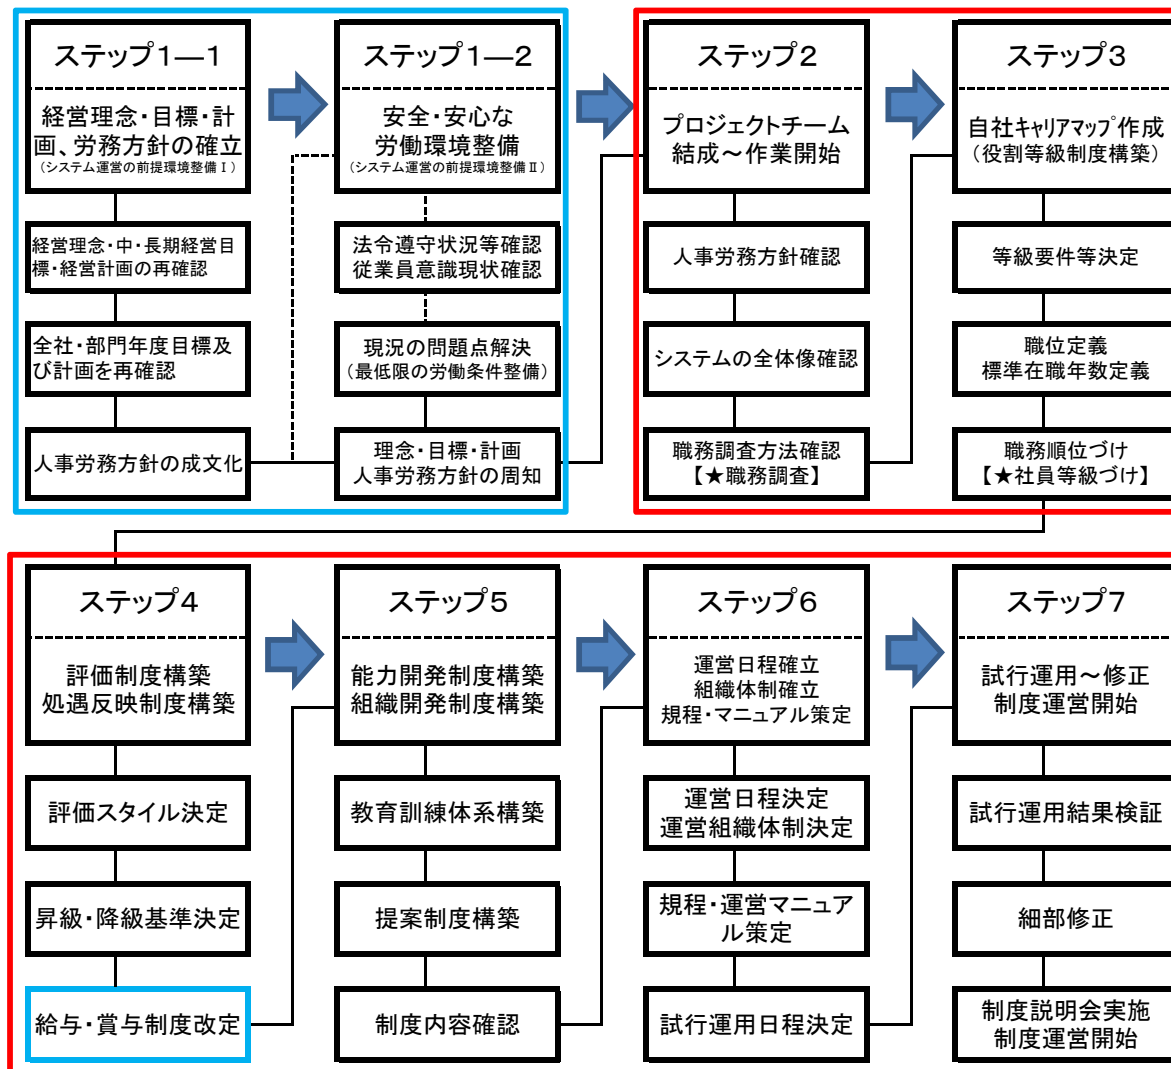 ステップ1―1
経営理念・目標・計
画、労務方針の確立
(システム運営の前提環境整備Ⅰ)
経営理念・中・長期経営目
標・経営計画の再確認
全社・部門年度目標及
び計画を再確認
人事労務方針の成文化
ステップ1―2
安全・安心な
労働環境整備
(システム運営の前提環境整備Ⅱ)
法令遵守状況等確認
従業員意識現状確認
現況の問題点解決
(最低限の労働条件整備)
理念・目標・計画
人事労務方針の周知
ステップ2
プロジェクトチーム
結成～作業開始
人事労務方針確認
システムの全体像確認
職務調査方法確認
【★職務調査】
ステップ3
自社ｷｬﾘｱﾏｯﾌﾟ作成
(役割等級制度構築)
等級要件等決定
職位定義
標準在職年数定義
職務順位づけ
【★社員等級づけ】
ステップ4
評価制度構築
処遇反映制度構築
評価スタイル決定
昇級・降級基準決定
給与・賞与制度改定
ステップ5
能力開発制度構築
組織開発制度構築
教育訓練体系構築
提案制度構築
制度内容確認
ステップ6
運営日程確立
組織体制確立
規程・マニュアル策定
運営日程決定
運営組織体制決定
規程・運営マニュア
ル策定
試行運用日程決定
ステップ7
試行運用～修正
制度運営開始
試行運用結果検証
細部修正
制度説明会実施
制度運営開始